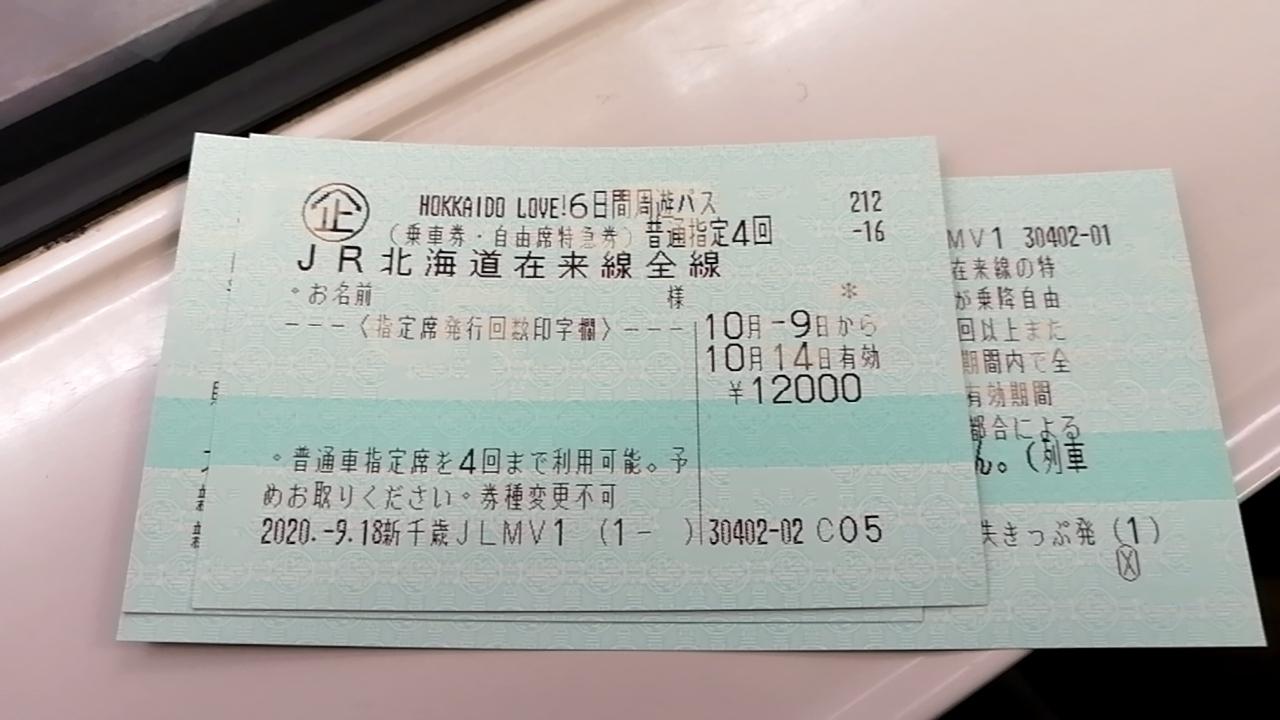 企 HOKKAIDO LOVE!6日間周遊パス 212
(乗車券・自由席特急券) 普通指定4回 -16
JR北海道在来線全線
。お名前 様 *
---〈指定席発行回数印字欄〉---
10月-9日から
10月14日有効
¥12000
。普通車指定席を4回まで利用可能。予
めお取りください。券種変更不可
2020.-9.18新千歳JLMV1 (1- ) 30402-02 C05
MV1 30402-01
在来線の特
が乗降自由
回以上また
期間内で全
有効期間
都合による
ん。(列車
失きっぷ発 (1)
X